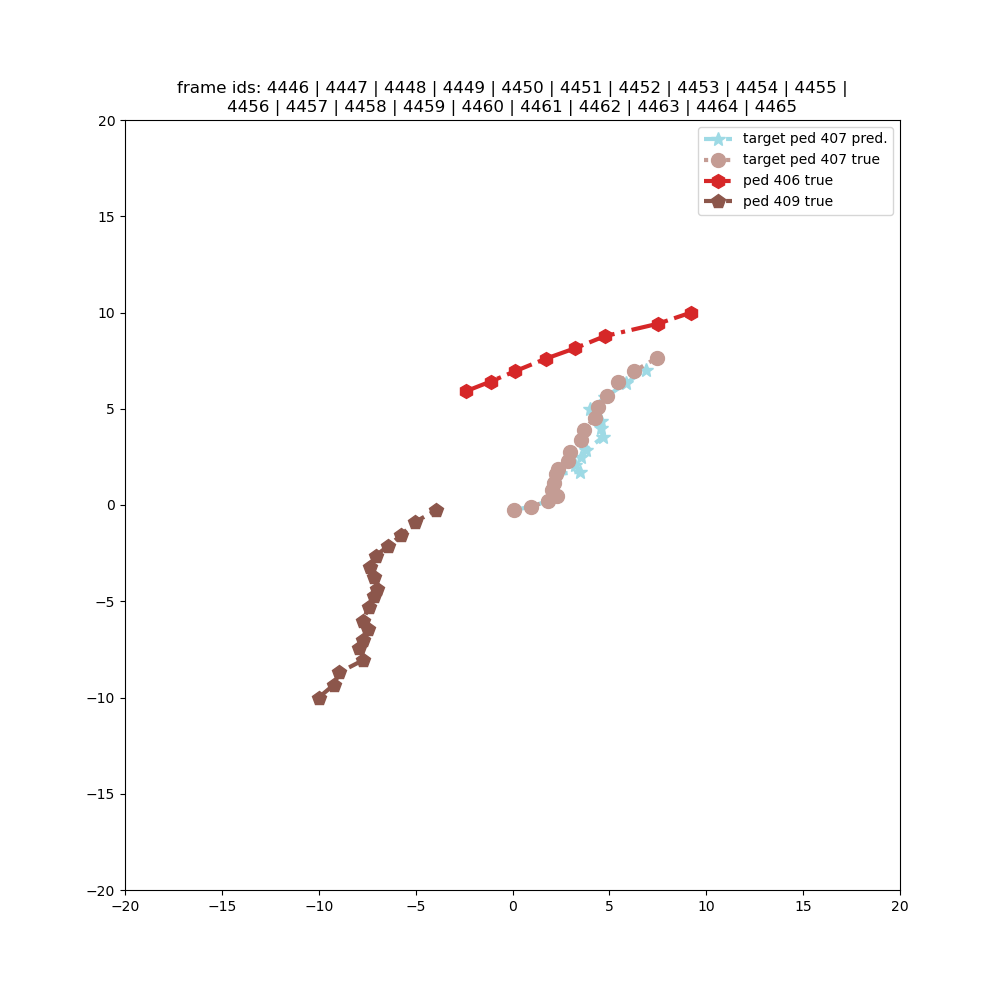 frame ids: 4446 | 4447 | 4448 | 4449 | 4450 | 4451 | 4452 | 4453 | 4454 | 4455 |
4456 | 4457 | 4458 | 4459 | 4460 | 4461 | 4462 | 4463 | 4464 | 4465
target ped 407 pred.
target ped 407 true
ped 406 true
ped 409 true
20
15
10
5
0
−5
−10
−15
−20
−20 −15 −10 −5 0 5 10 15 20